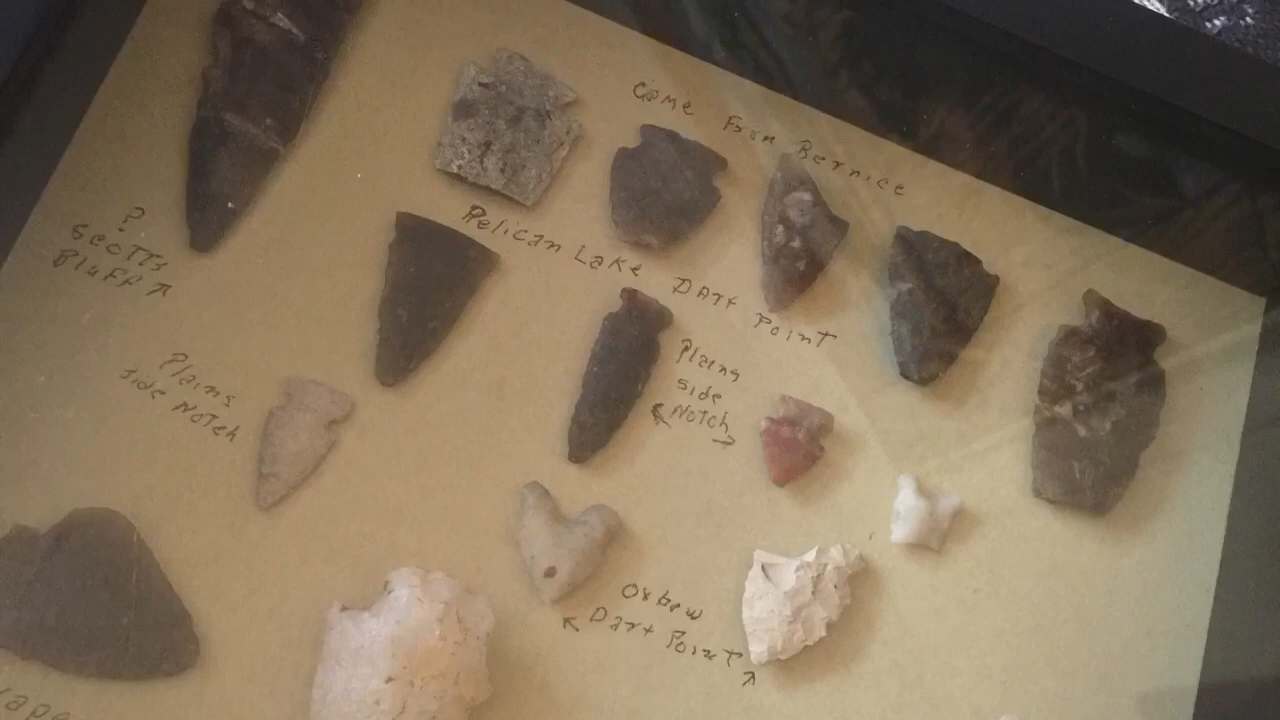 Came From Bernice
?
Scotts
Bluff
Pelican Lake Dart Point
Plains
side Notch
Plains
side
Notch
Oxbow
Dart Point